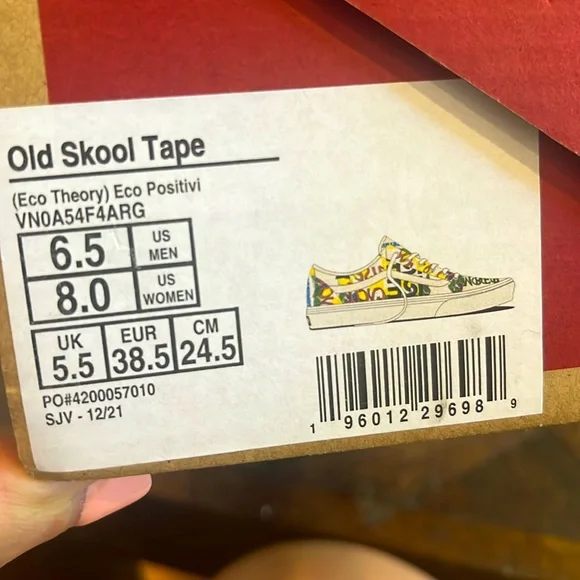 Old Skool Tape
(Eco Theory) Eco Positivi
VN0A54F4ARG
6.5 US MEN
8.0 US WOMEN
UK 5.5 EUR 38.5 CM 24.5
PO#4200057010
SJV - 12/21
1 96012 29698 9